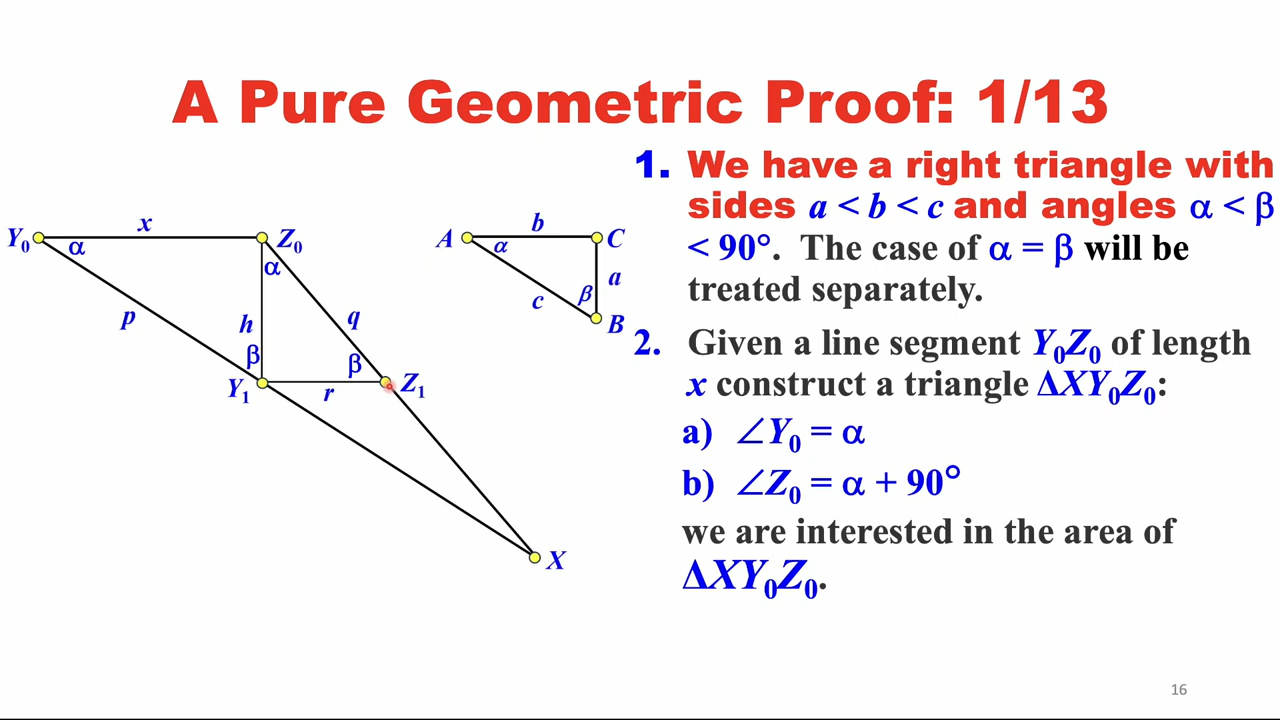 A Pure Geometric Proof: 1/13
1. We have a right triangle with
sides a < b < c and angles α < β
< 90°. The case of α = β will be
treated separately.
2. Given a line segment Y₀Z₀ of length
x construct a triangle ΔXY₀Z₀:
a) ∠Y₀ = α
b) ∠Z₀ = α + 90°
we are interested in the area of
ΔXY₀Z₀.
x
Y₀
α
Z₀
α
p
h
q
β
β
Y₁
r
Z₁
X
b
A
α
C
a
c
β
B
16